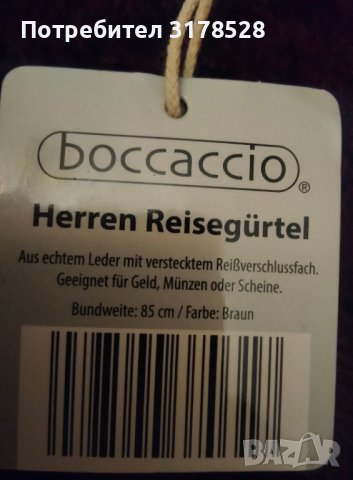 Потребител 3178528
boccaccio®
Herren Reisegürtel
Aus echtem Leder mit verstecktem Reißverschlussfach.
Geeignet für Geld, Münzen oder Scheine.
Bundweite: 85 cm / Farbe: Braun
BAZAR